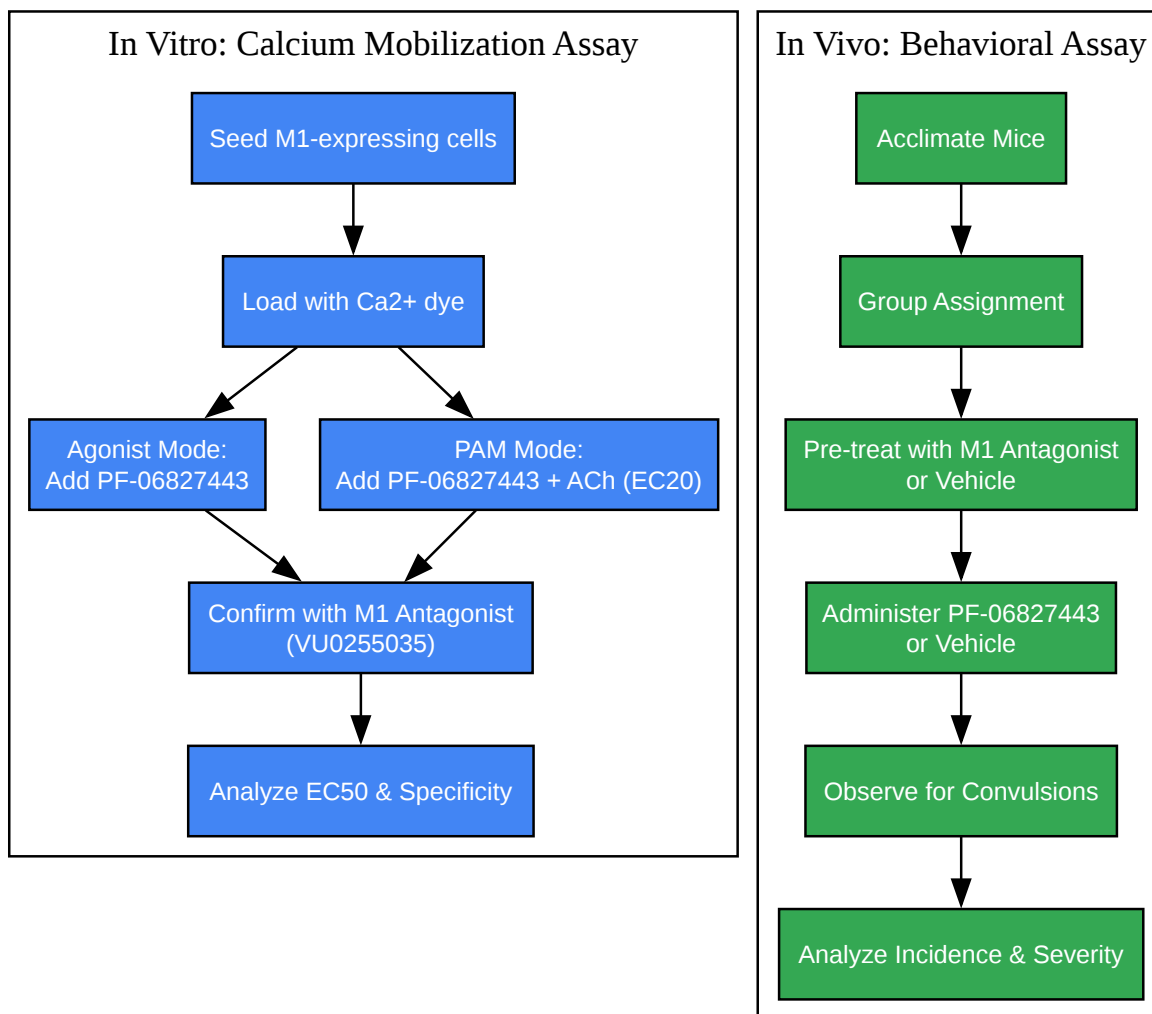 In Vitro: Calcium Mobilization Assay
Seed M1-expressing cells
Load with Ca2+ dye
Agonist Mode:
Add PF-06827443
PAM Mode:
Add PF-06827443 + ACh (EC20)
Confirm with M1 Antagonist
(VU0255035)
Analyze EC50 & Specificity
In Vivo: Behavioral Assay
Acclimate Mice
Group Assignment
Pre-treat with M1 Antagonist
or Vehicle
Administer PF-06827443
or Vehicle
Observe for Convulsions
Analyze Incidence & Severity